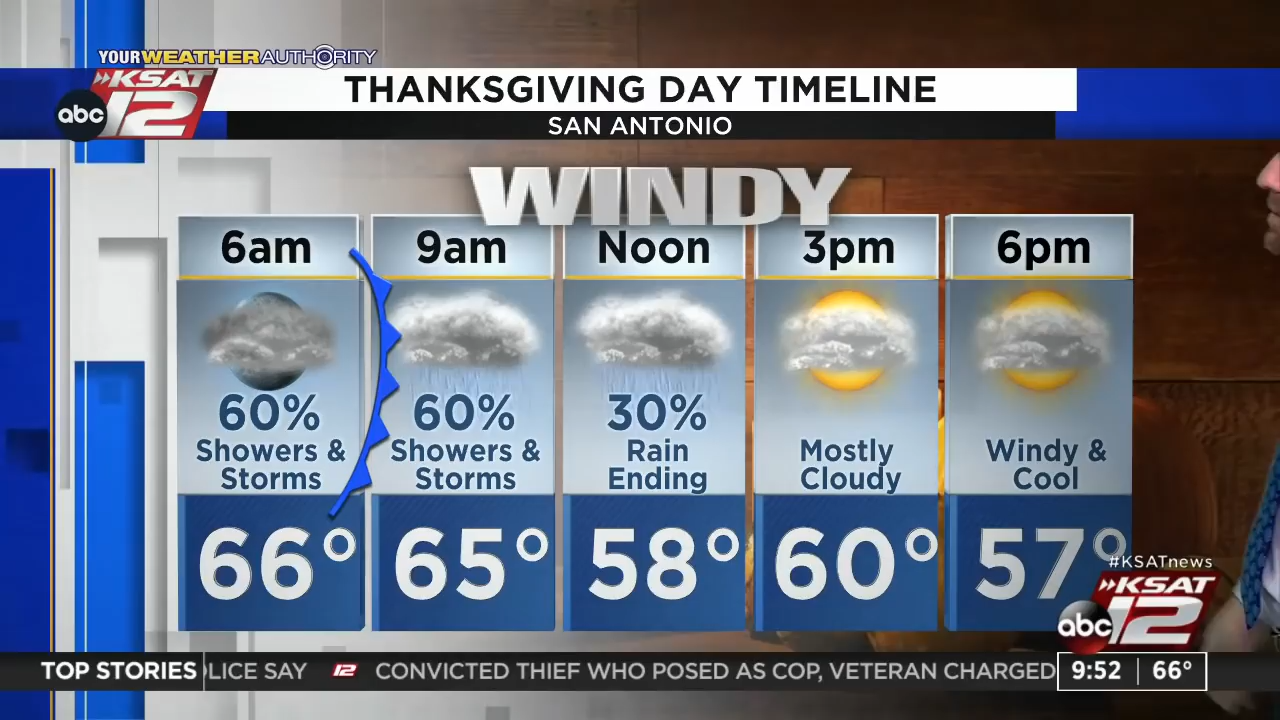 YOURWEATHERAUTHORITY
KSAT
abc 12
THANKSGIVING DAY TIMELINE
SAN ANTONIO
WINDY
6am 9am Noon 3pm 6pm
60% 60% 30%
Showers & Showers & Rain Mostly Windy &
Storms Storms Ending Cloudy Cool
66° 65° 58° 60° 57°
#KSATnews
KSAT
abc 12
TOP STORIES OLICE SAY 12 CONVICTED THIEF WHO POSED AS COP, VETERAN CHARGED 9:52 66°